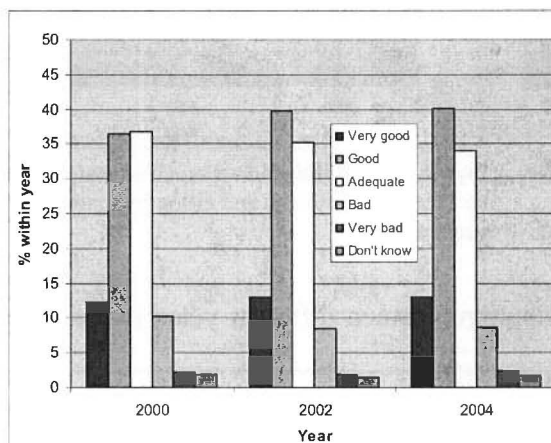 50
45
40
35
30
25
20
15
10
5
0
% within year
Very good
Good
Adequate
Bad
Very bad
Don't know
2000 2002 2004
Year